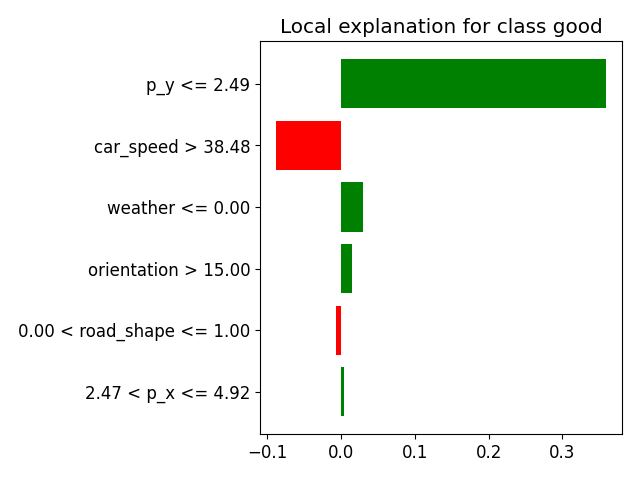 Local explanation for class good
p_y <= 2.49
car_speed > 38.48
weather <= 0.00
orientation > 15.00
0.00 < road_shape <= 1.00
2.47 < p_x <= 4.92
−0.1 0.0 0.1 0.2 0.3